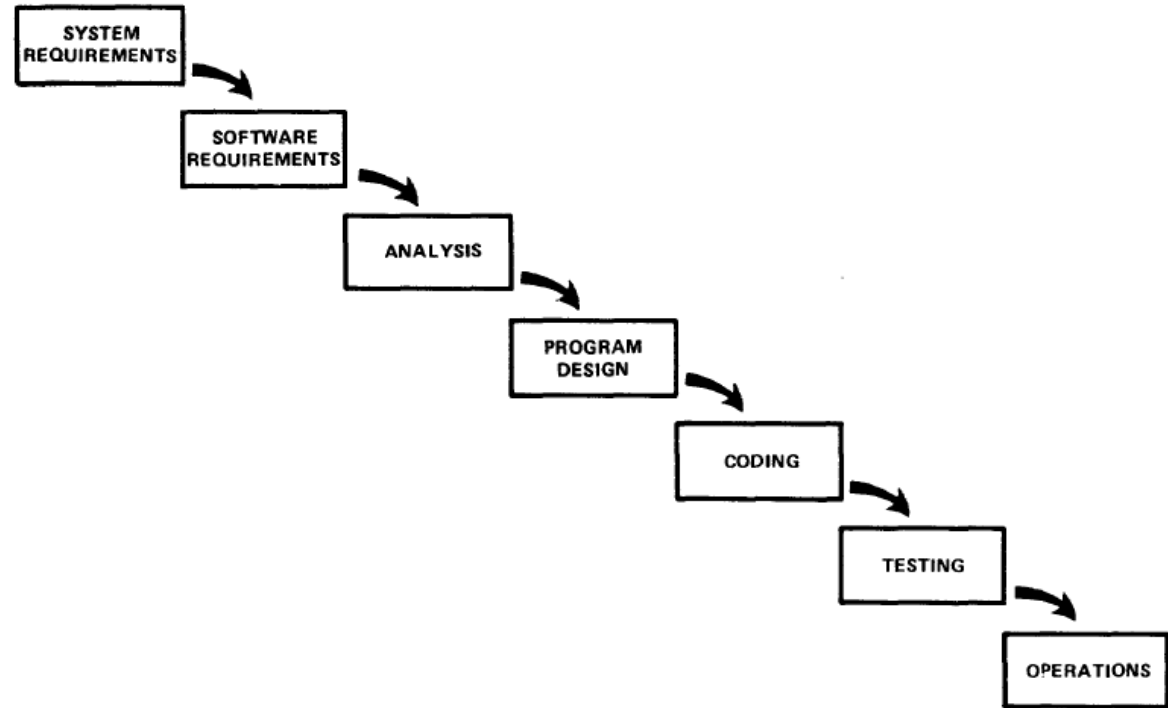 SYSTEM
REQUIREMENTS
SOFTWARE
REQUIREMENTS
ANALYSIS
PROGRAM
DESIGN
CODING
TESTING
OPERATIONS